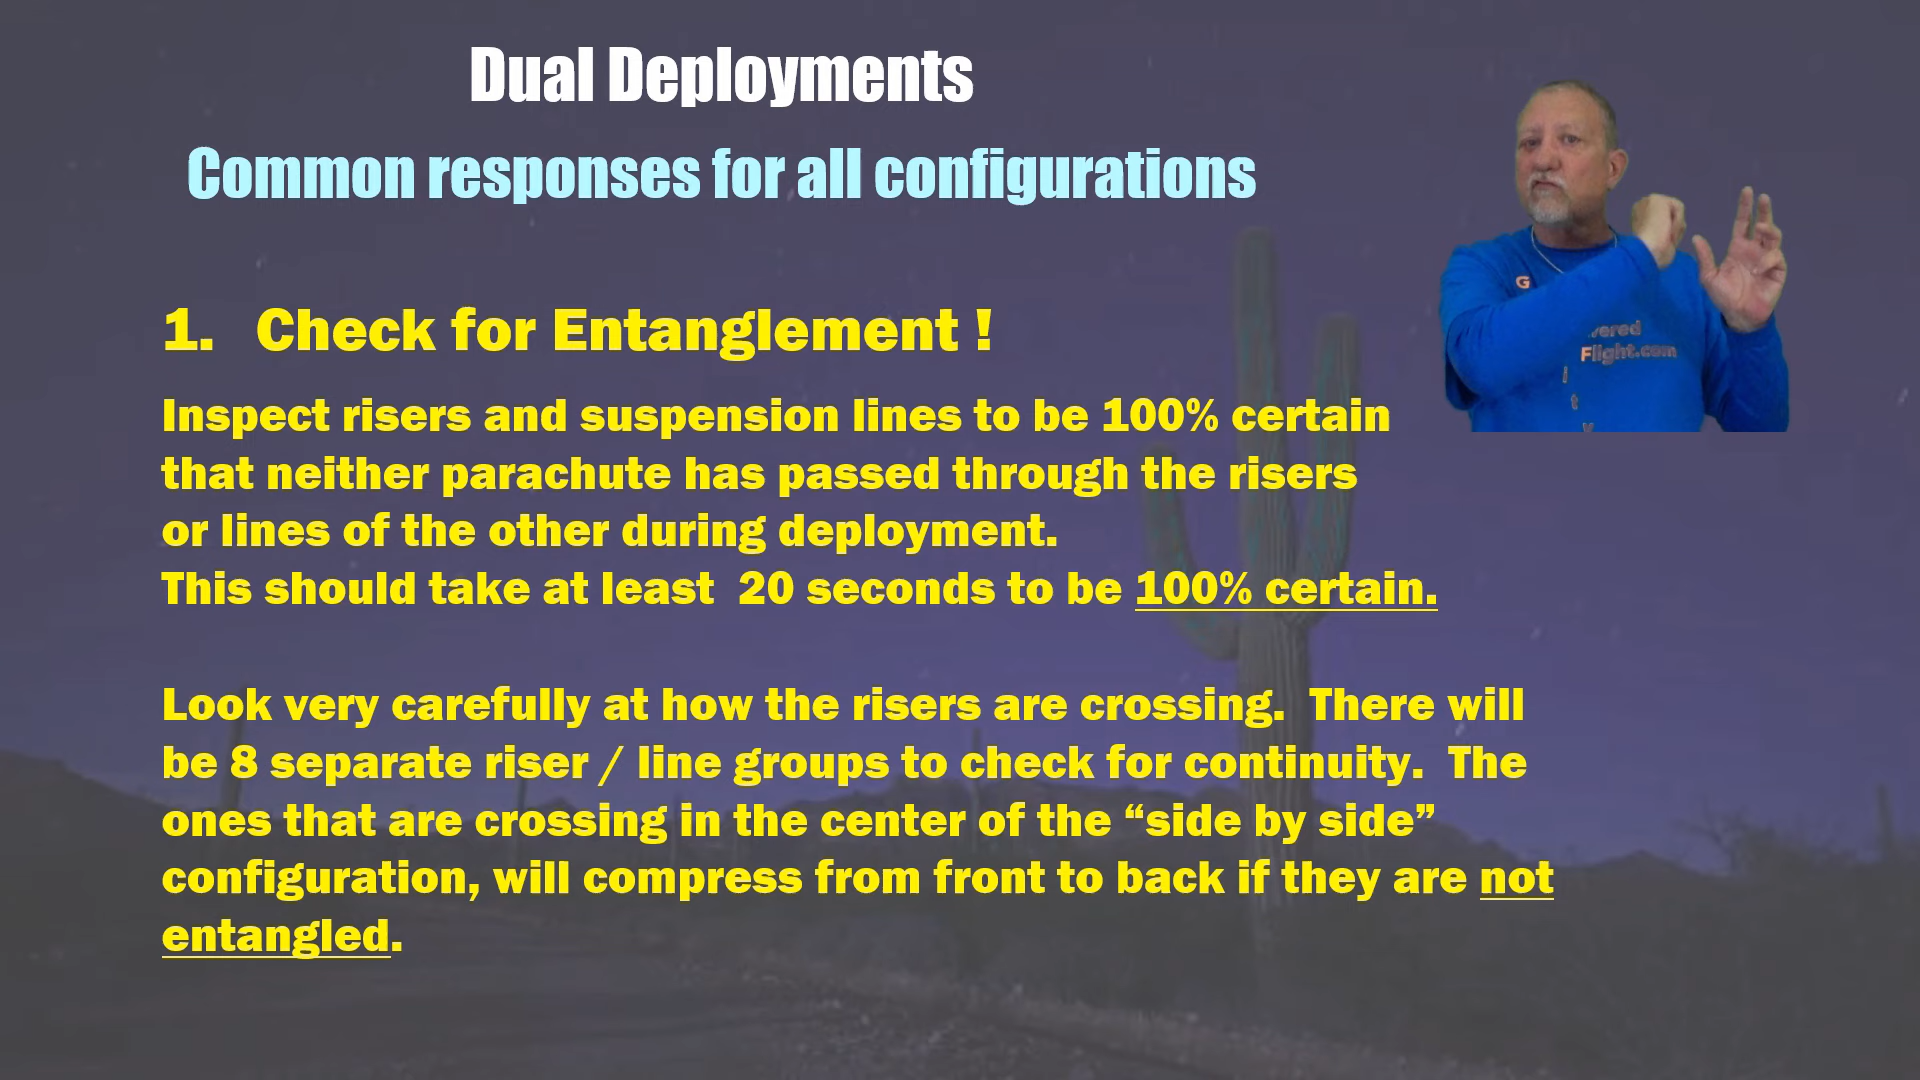 Dual Deployments
Common responses for all configurations
1. Check for Entanglement !
Inspect risers and suspension lines to be 100% certain
that neither parachute has passed through the risers
or lines of the other during deployment.
This should take at least 20 seconds to be 100% certain.
Look very carefully at how the risers are crossing. There will
be 8 separate riser / line groups to check for continuity. The
ones that are crossing in the center of the “side by side”
configuration, will compress from front to back if they are not
entangled.
G
Flight.com
i
t